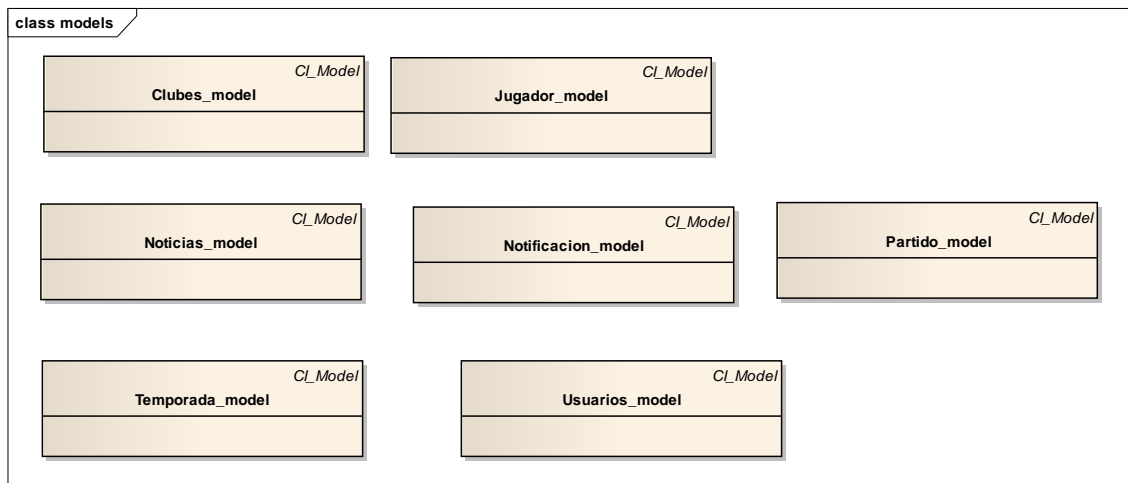 class models
CI_Model
Clubes_model
CI_Model
Jugador_model
CI_Model
Noticias_model
CI_Model
Notificacion_model
CI_Model
Partido_model
CI_Model
Temporada_model
CI_Model
Usuarios_model